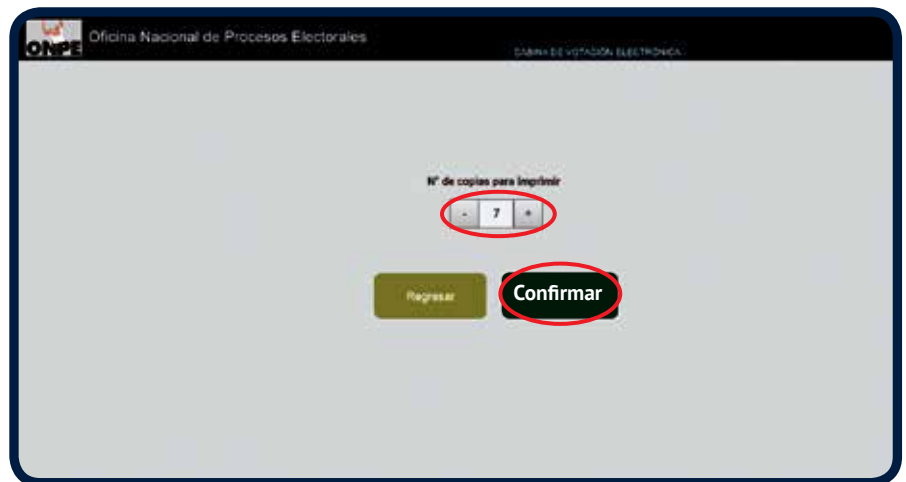 ONPE
Oficina Nacional de Procesos Electorales
CABINA DE VOTACIÓN ELECTRÓNICA
N° de copias para imprimir
- 7 +
Regresar
Confirmar